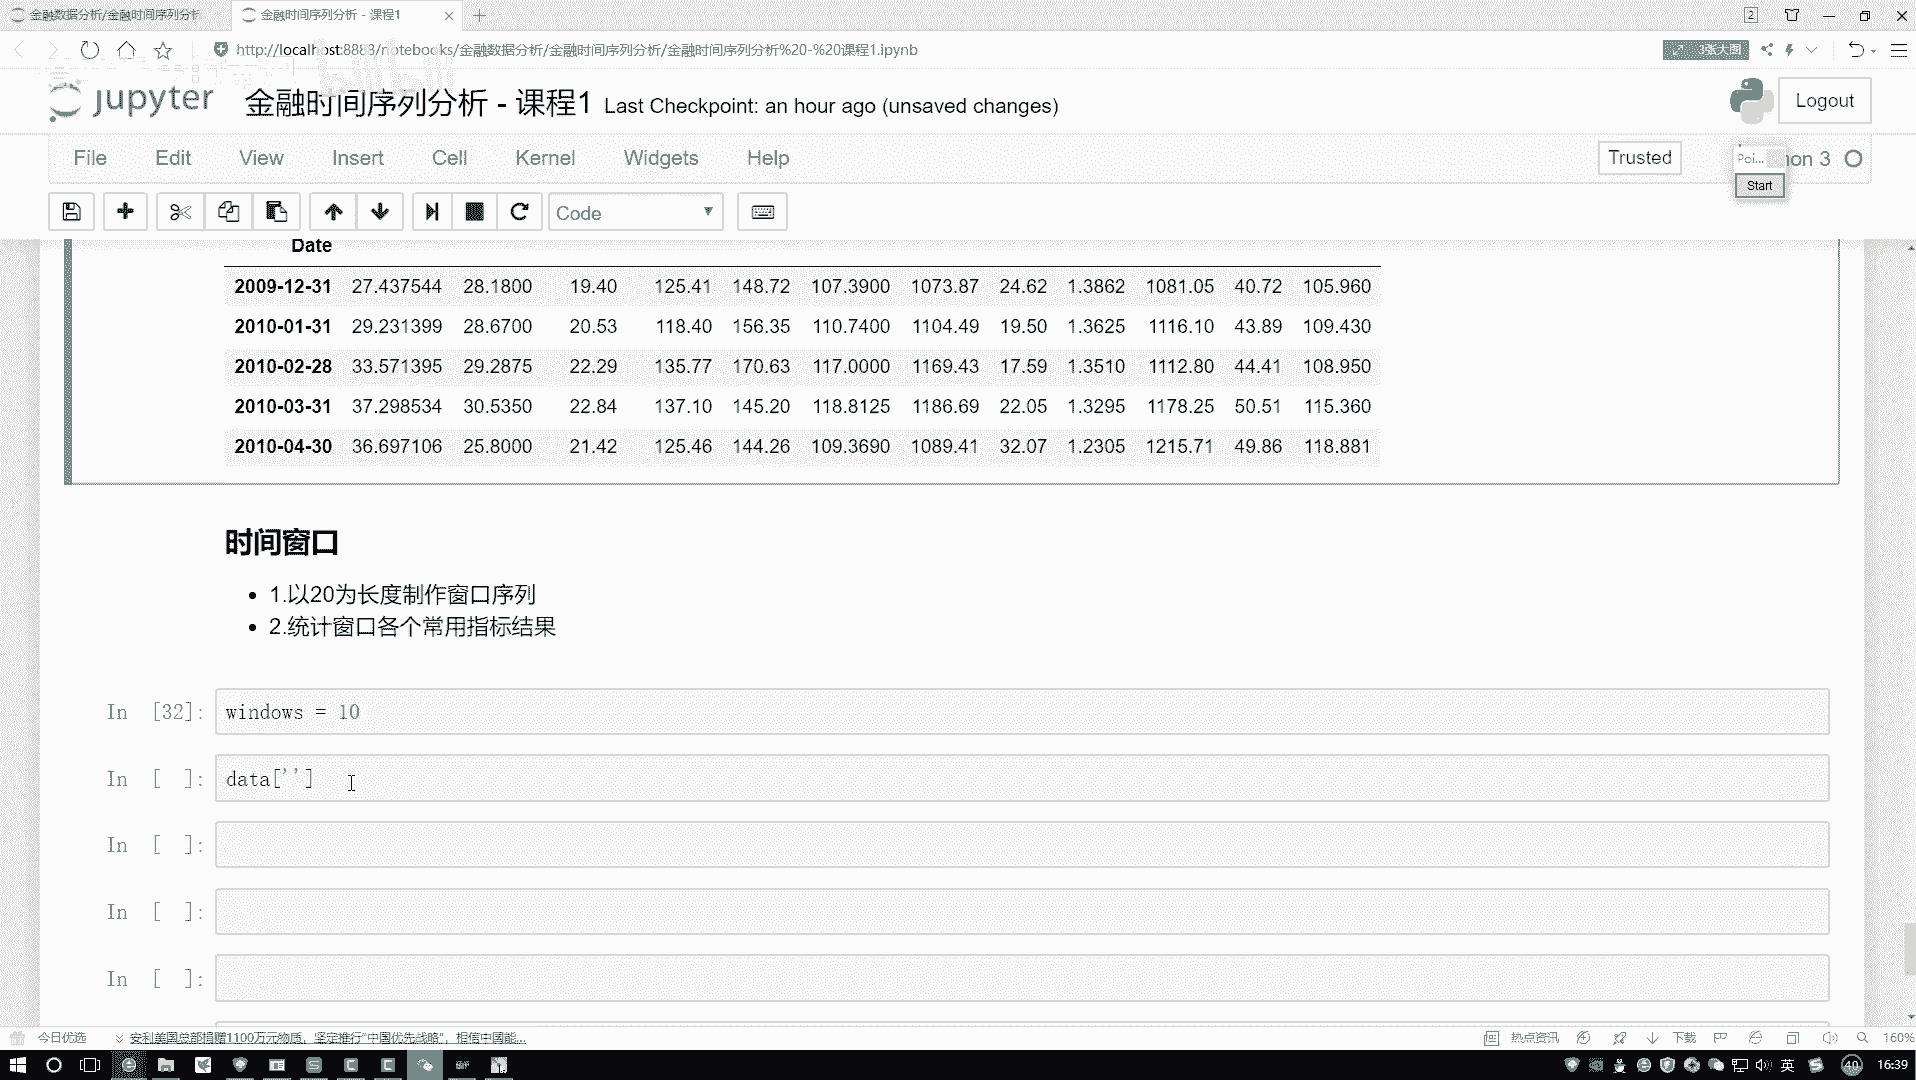 金融数据分析/金融时间序列分析
金融时间序列分析 - 课程1
2
http://localhost:8888/notebooks/金融数据分析/金融时间序列分析/金融时间序列分析%20-%20课程1.ipynb
3张大图
jupyter
金融时间序列分析 - 课程1 Last Checkpoint: an hour ago (unsaved changes)
Logout
File Edit View Insert Cell Kernel Widgets Help
Trusted
Poi...
on 3
Start
Code
Date
2009-12-31 27.437544 28.1800 19.40 125.41 148.72 107.3900 1073.87 24.62 1.3862 1081.05 40.72 105.960
2010-01-31 29.231399 28.6700 20.53 118.40 156.35 110.7400 1104.49 19.50 1.3625 1116.10 43.89 109.430
2010-02-28 33.571395 29.2875 22.29 135.77 170.63 117.0000 1169.43 17.59 1.3510 1112.80 44.41 108.950
2010-03-31 37.298534 30.5350 22.84 137.10 145.20 118.8125 1186.69 22.05 1.3295 1178.25 50.51 115.360
2010-04-30 36.697106 25.8000 21.42 125.46 144.26 109.3690 1089.41 32.07 1.2305 1215.71 49.86 118.881
时间窗口
1.以20为长度制作窗口序列
2.统计窗口各个常用指标结果
In [32]: windows = 10
In [ ]: data['']
In [ ]:
In [ ]:
In [ ]:
今日优选
安利美国总部捐赠1100万元物质，坚定推行“中国优先战略”，相信中国能...
热点资讯
下载
160%
英
40
16:39